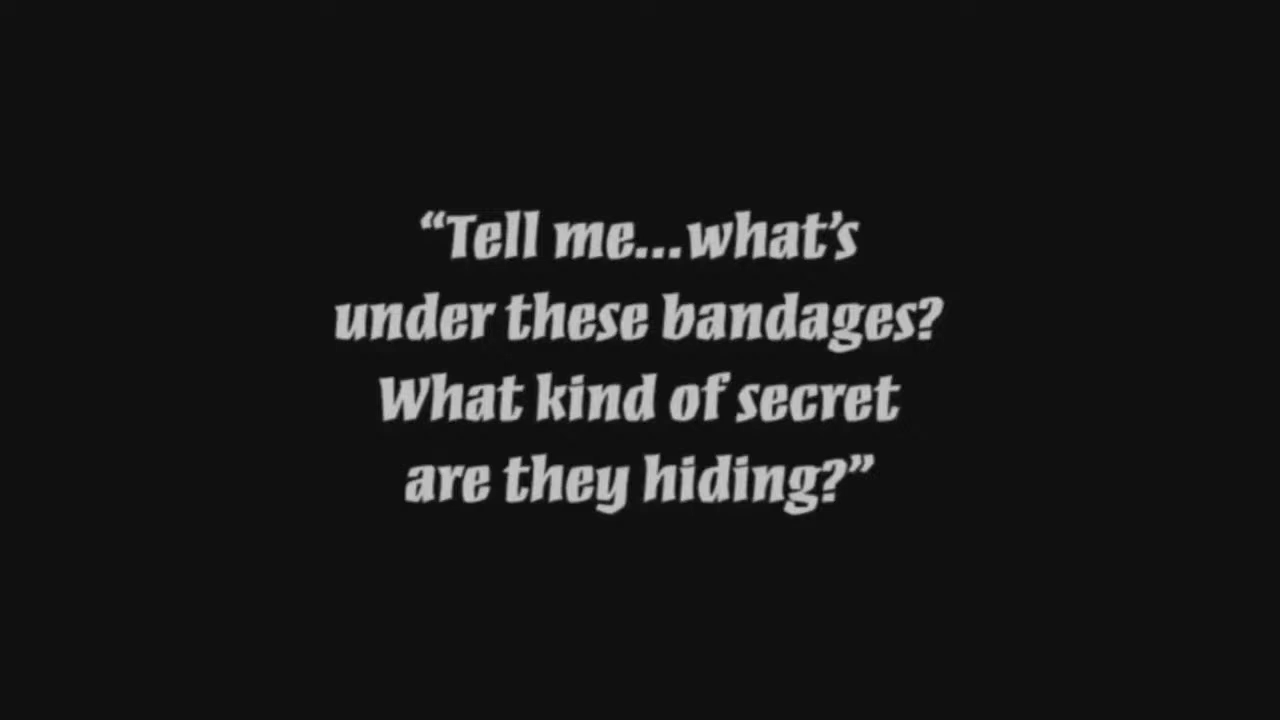 “Tell me...what’s
under these bandages?
What kind of secret
are they hiding?”